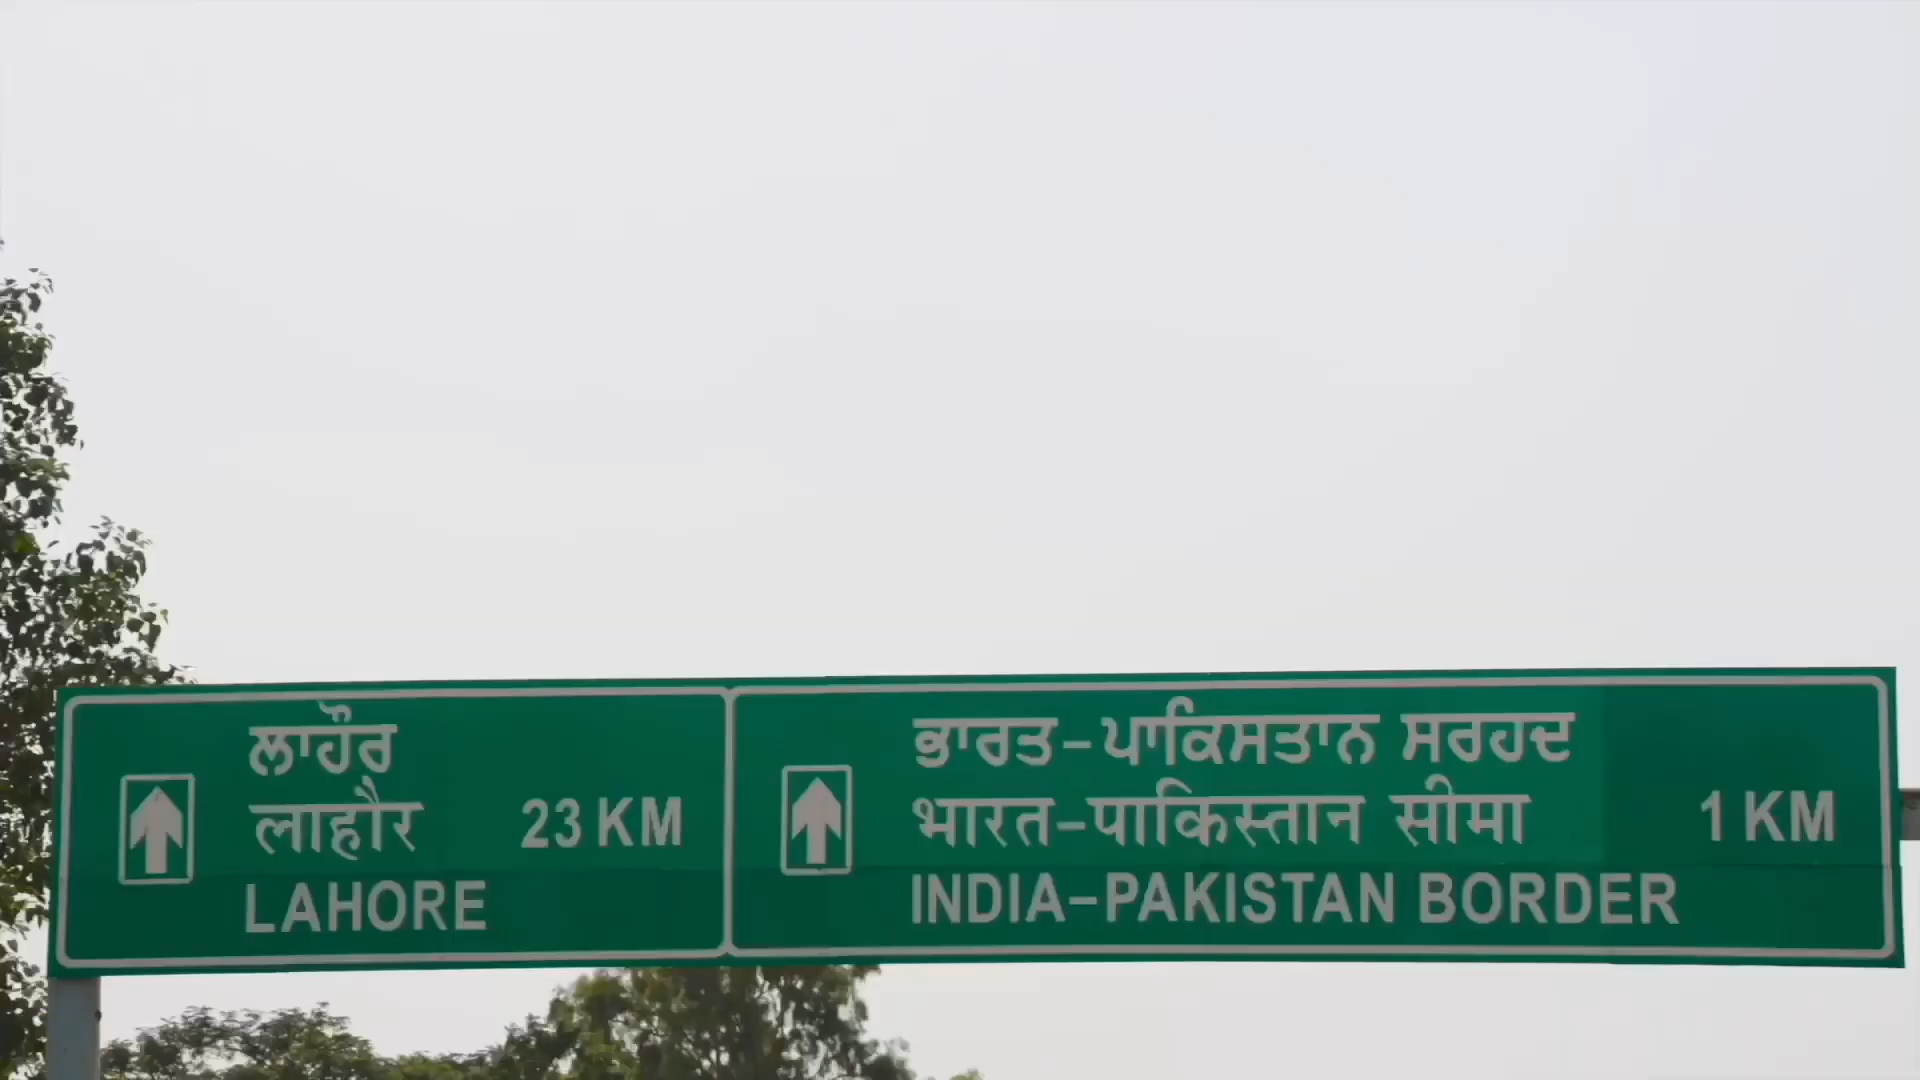 ਲਾਹੌਰ
लाहौर
23 KM
LAHORE
ਭਾਰਤ-ਪਾਕਿਸਤਾਨ ਸਰਹਦ
भारत-पाकिस्तान सीमा
1 KM
INDIA-PAKISTAN BORDER